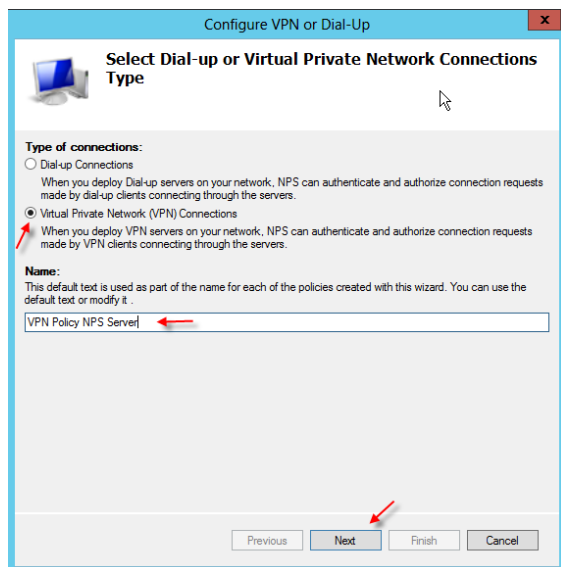 Configure VPN or Dial-Up
x
Select Dial-up or Virtual Private Network Connections
Type
Type of connections:
Dial-up Connections
When you deploy Dial-up servers on your network, NPS can authenticate and authorize connection requests
made by dial-up clients connecting through the servers.
Virtual Private Network (VPN) Connections
When you deploy VPN servers on your network, NPS can authenticate and authorize connection requests
made by VPN clients connecting through the servers.
Name:
This default text is used as part of the name for each of the policies created with this wizard. You can use the
default text or modify it .
VPN Policy NPS Server
Previous Next Finish Cancel